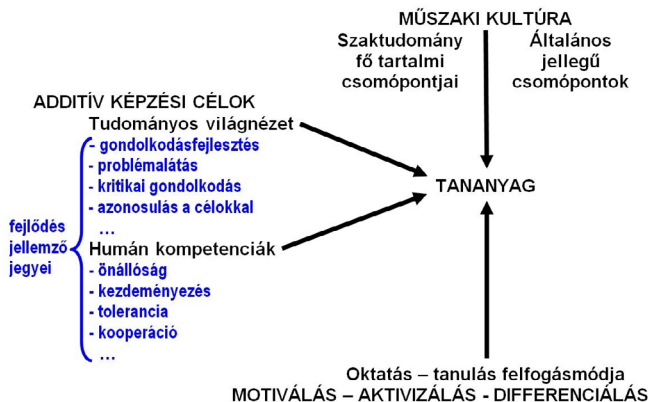 MŰSZAKI KULTÚRA
Szaktudomány
fő tartalmi
csomópontjai
Általános
jellegű
csomópontok
ADDITÍV KÉPZÉSI CÉLOK
Tudományos világnézet
- gondolkodásfejlesztés
- problémalátás
- kritikai gondolkodás
- azonosulás a célokkal
...
fejlődés
jellemző
jegyei
Humán kompetenciák
- önállóság
- kezdeményezés
- tolerancia
- kooperáció
...
TANANYAG
Oktatás – tanulás felfogásmódja
MOTIVÁLÁS – AKTIVIZÁLÁS - DIFFERENCIÁLÁS